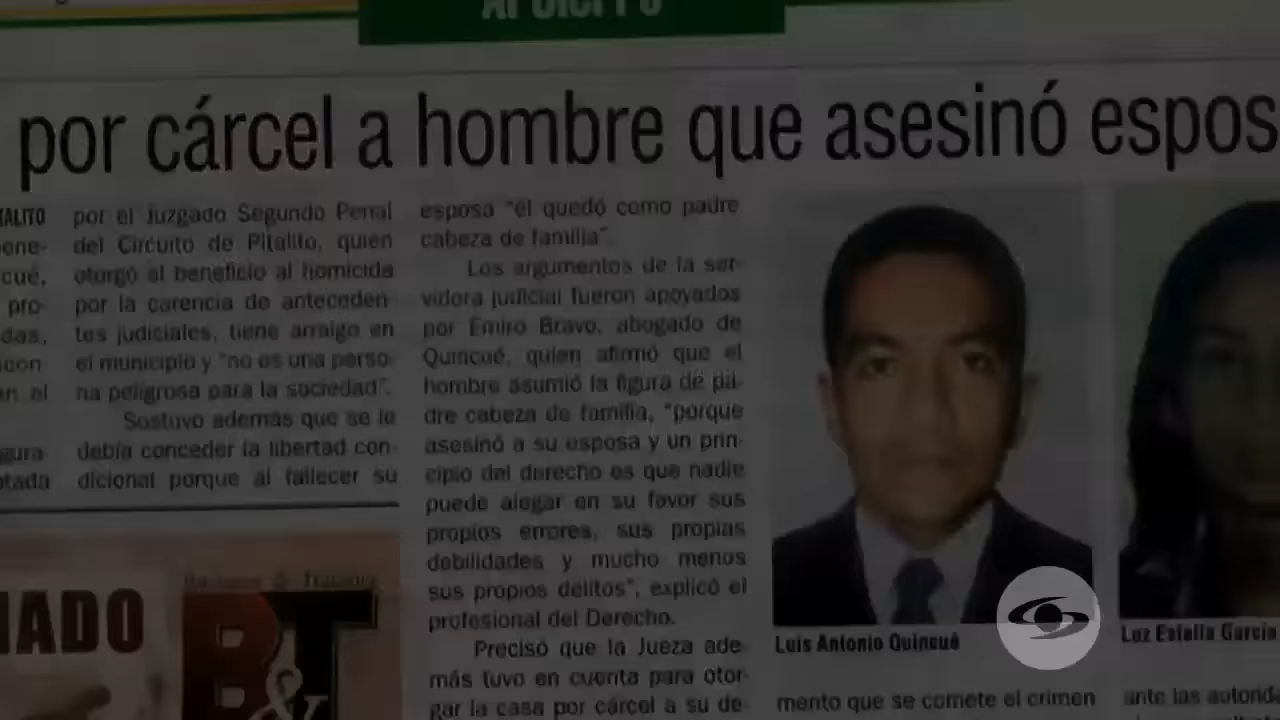 por cárcel a hombre que asesinó espos
por el Juzgado Segundo Penal
del Circuito de Pitalito, quien
otorgó el beneficio al homicida
por la carencia de anteceden-
tes judiciales, tiene arraigo en
el municipio y "no es una perso-
na peligrosa para la sociedad".
Sostuvo además que se le
debía conceder la libertad con-
dicional porque al fallecer su
esposa "él quedó como padre
cabeza de familia".
Los argumentos de la ser-
vidora judicial fueron apoyados
por Emiro Bravo, abogado de
Quincué, quien afirmó que el
hombre asumió la figura de pa-
dre cabeza de familia, "porque
asesinó a su esposa y un prin-
cipio del derecho es que nadie
puede alegar en su favor sus
propios errores, sus propias
debilidades y mucho menos
sus propios delitos", explicó el
profesional del Derecho.
Precisó que la Jueza ade-
más tuvo en cuenta para otor-
gar la casa por cárcel a su de-
Luis Antonio Quincué
Luz Estella García
mento que se comete el crimen
ante las autorida
IADO
B&T